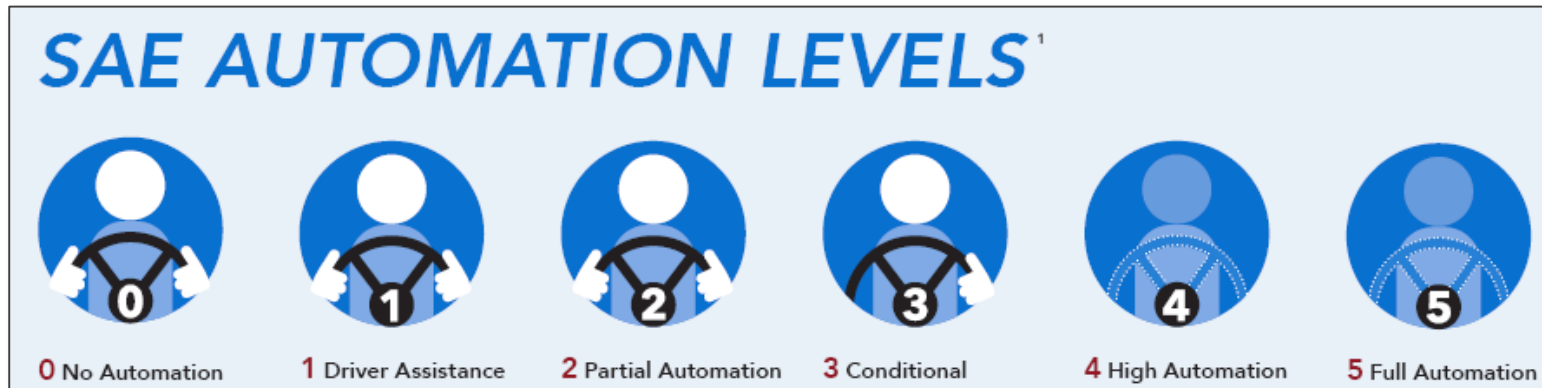 SAE AUTOMATION LEVELS¹
0
1
2
3
4
5
0 No Automation
1 Driver Assistance
2 Partial Automation
3 Conditional
4 High Automation
5 Full Automation